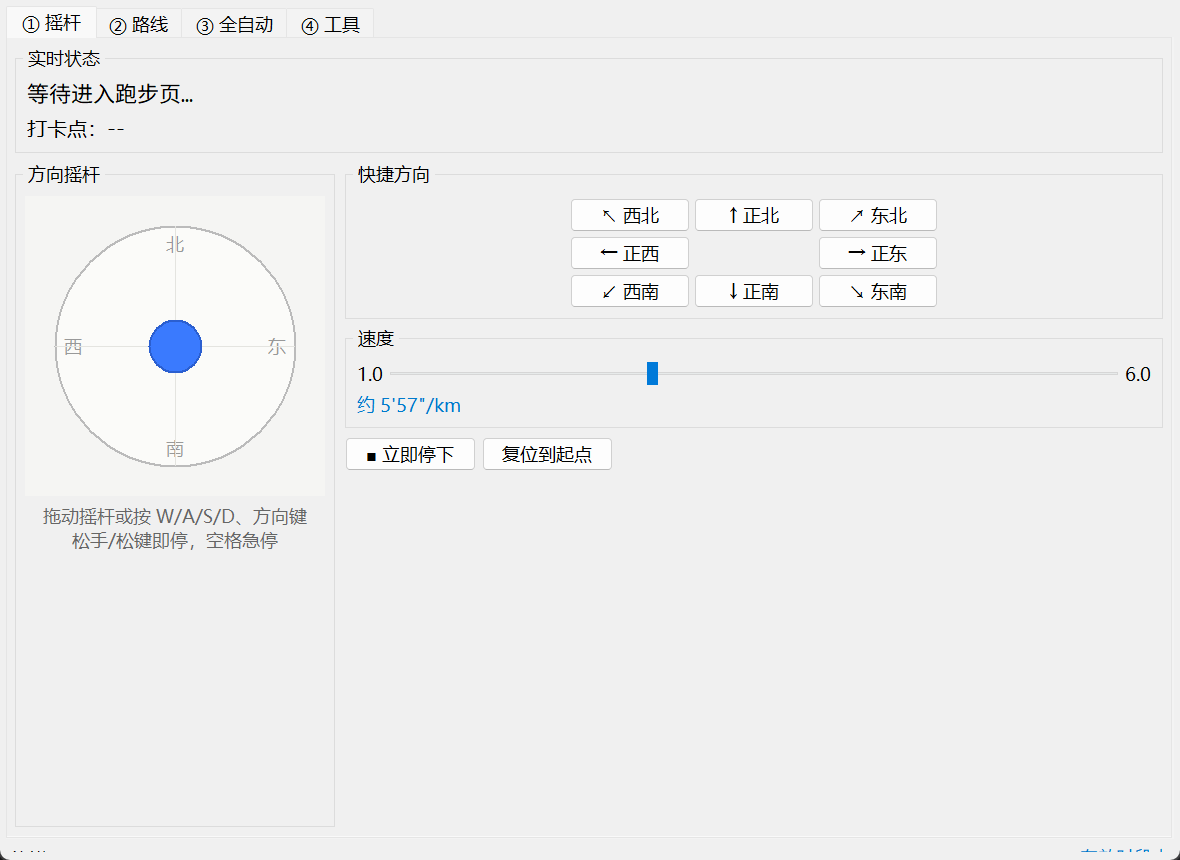 ① 摇杆
② 路线
③ 全自动
④ 工具
实时状态
等待进入跑步页...
打卡点：--
方向摇杆
北
西
东
南
拖动摇杆或按 W/A/S/D、方向键
松手/松键即停，空格急停
快捷方向
↖ 西北
↑ 正北
↗ 东北
← 正西
→ 正东
↙ 西南
↓ 正南
↘ 东南
速度
1.0
6.0
约 5'57"/km
■ 立即停下
复位到起点